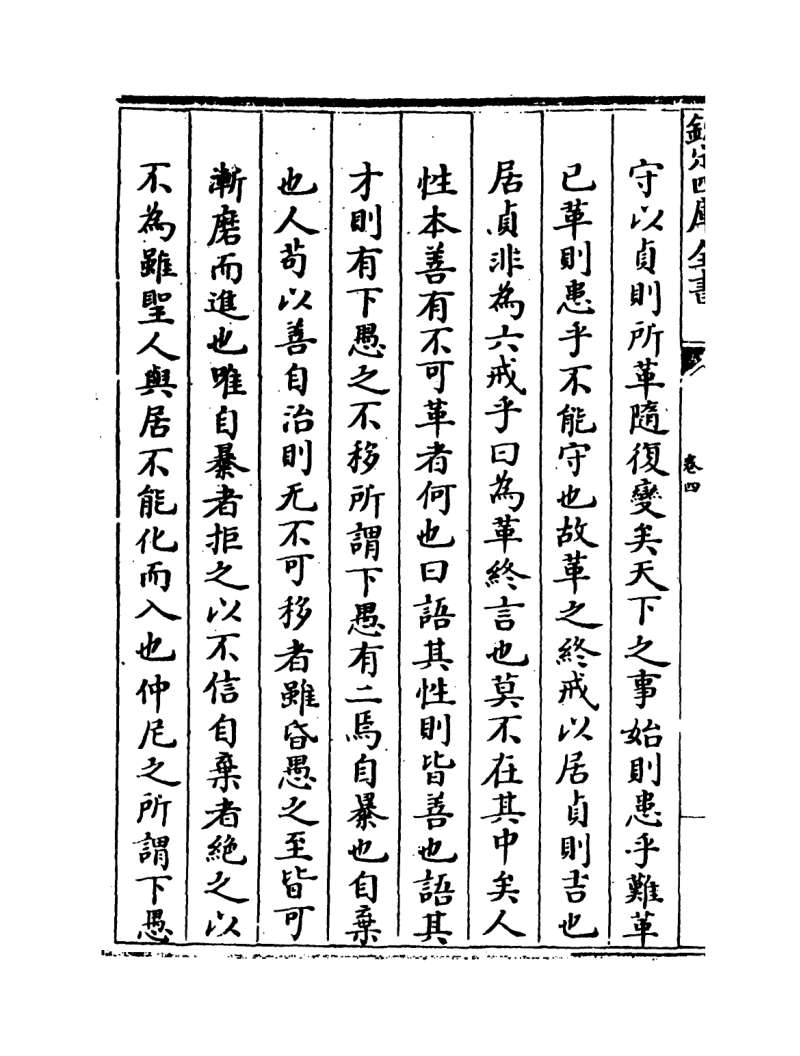 欽定四庫全書
卷四
守以貞則所革隨復變矣天下之事始則患乎難革
已革則患乎不能守也故革之終戒以居貞則吉也
居貞非為六戒乎曰為革終言也莫不在其中矣人
性本善有不可革者何也曰語其性則皆善也語其
才則有下愚之不移所謂下愚有二焉自暴也自棄
也人苟以善自治則无不可移者雖昏愚之至皆可
漸磨而進也唯自暴者拒之以不信自棄者絶之以
不為雖聖人與居不能化而入也仲尼之所謂下愚